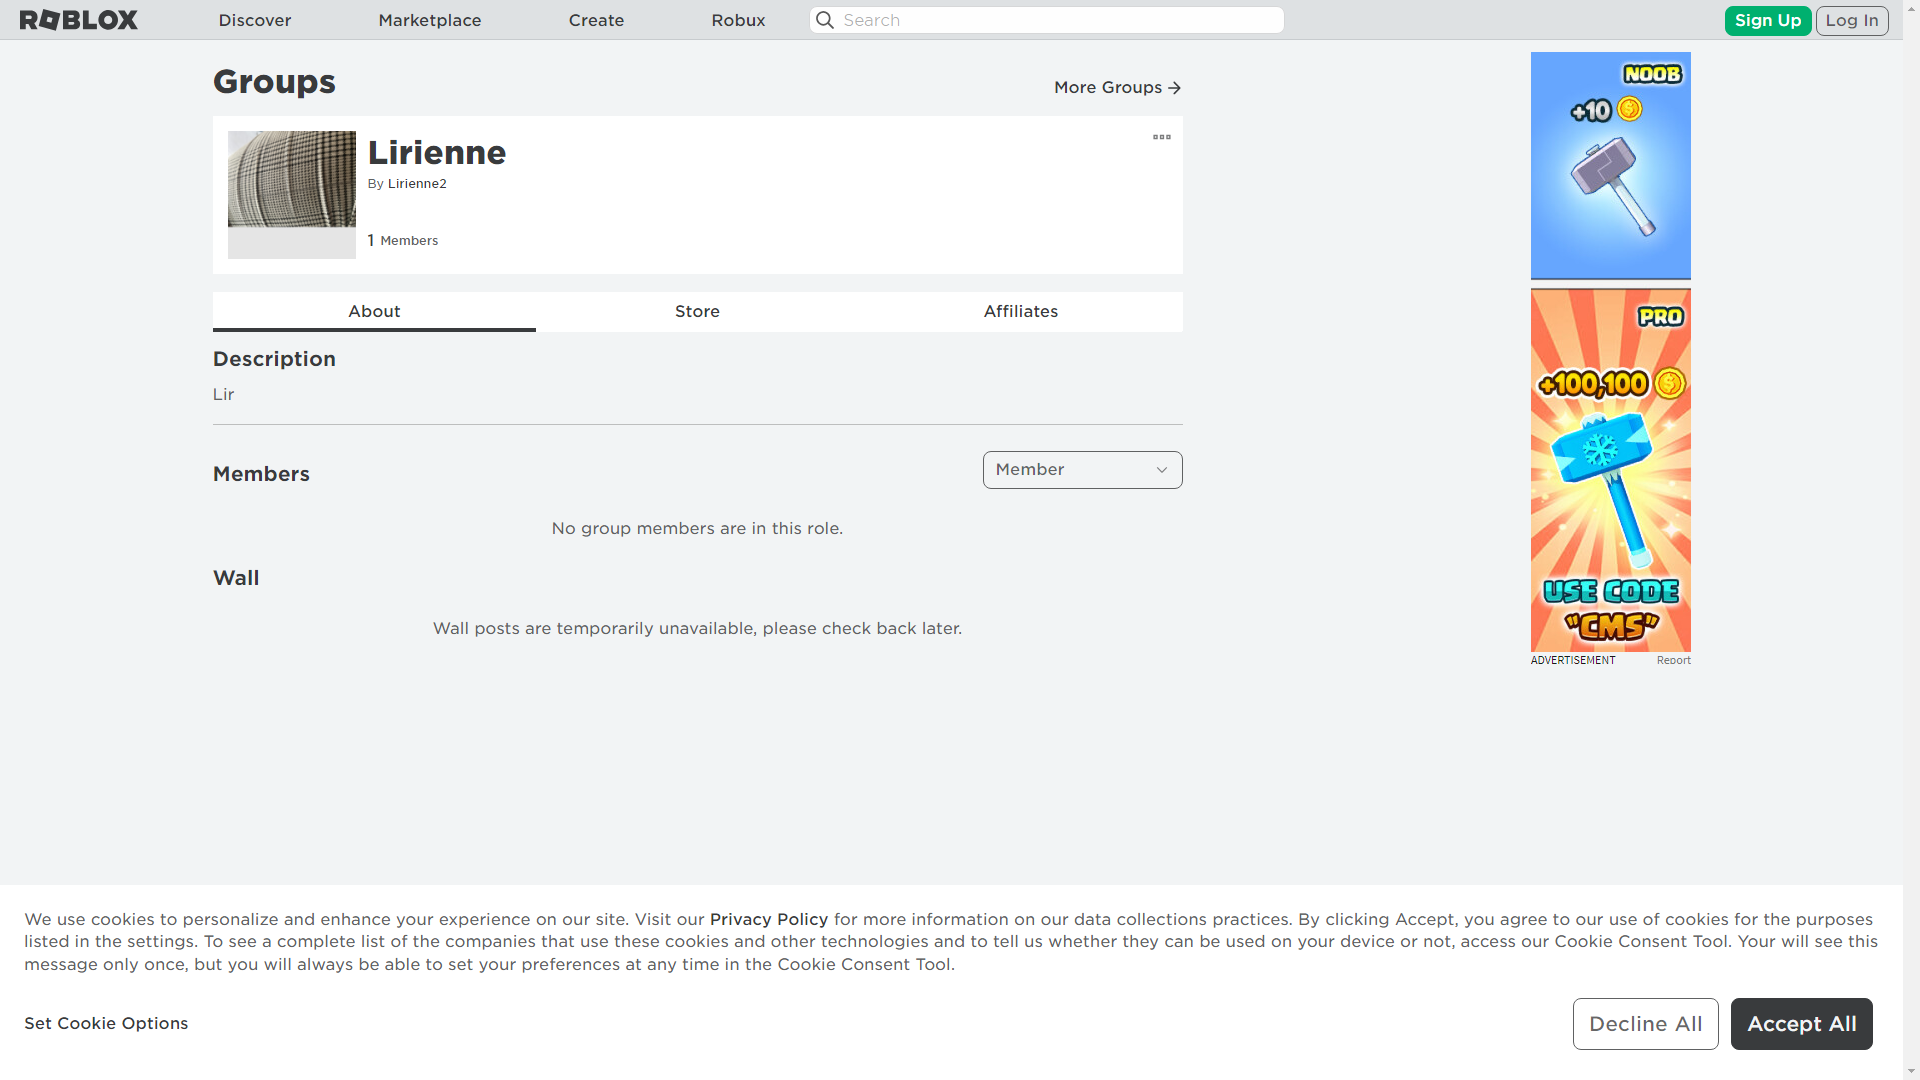 ROBLOX
Discover
Marketplace
Create
Robux
Search
Sign Up
Log In
Groups
More Groups
Lirienne
By Lirienne2
1 Members
About
Store
Affiliates
Description
Lir
Members
Member
No group members are in this role.
Wall
Wall posts are temporarily unavailable, please check back later.
NOOB
+10
PRO
+100,100
USE CODE
"CMS"
ADVERTISEMENT
Report
We use cookies to personalize and enhance your experience on our site. Visit our Privacy Policy for more information on our data collections practices. By clicking Accept, you agree to our use of cookies for the purposes
listed in the settings. To see a complete list of the companies that use these cookies and other technologies and to tell us whether they can be used on your device or not, access our Cookie Consent Tool. Your will see this
message only once, but you will always be able to set your preferences at any time in the Cookie Consent Tool.
Set Cookie Options
Decline All
Accept All